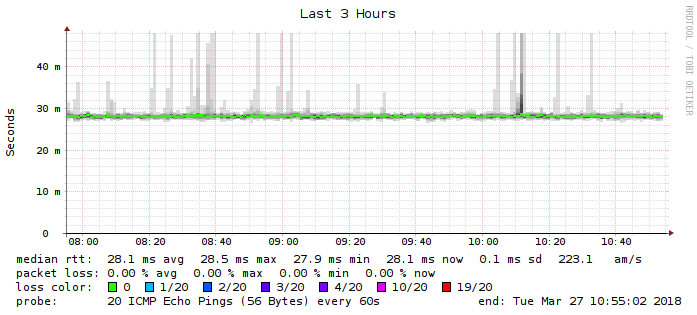 Last 3 Hours
RRDTOOL / TOBI OETIKER
Seconds
40 m
30 m
20 m
10 m
0
08:00 08:20 08:40 09:00 09:20 09:40 10:00 10:20 10:40
median rtt: 28.1 ms avg 28.5 ms max 27.9 ms min 28.1 ms now 0.1 ms sd 223.1 am/s
packet loss: 0.00 % avg 0.00 % max 0.00 % min 0.00 % now
loss color: 0 1/20 2/20 3/20 4/20 10/20 19/20
probe: 20 ICMP Echo Pings (56 Bytes) every 60s end: Tue Mar 27 10:55:02 2018